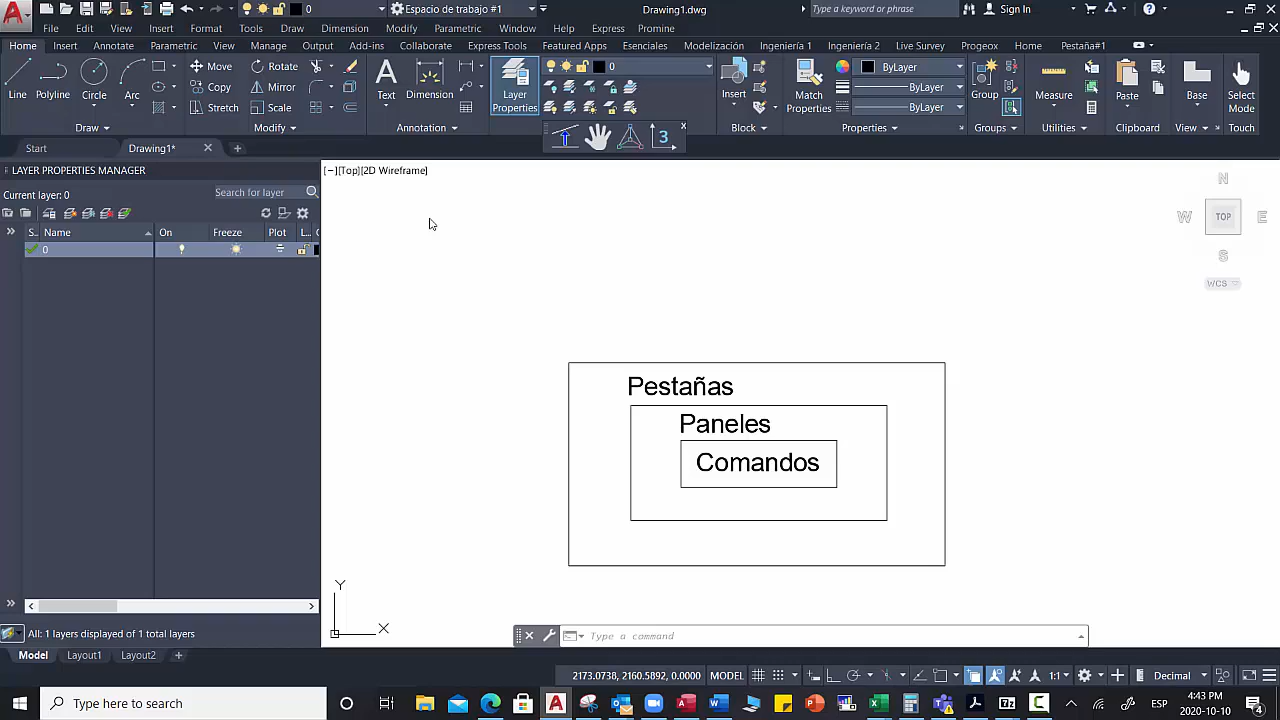 0
Espacio de trabajo #1
Drawing1.dwg
Type a keyword or phrase
Sign In
File Edit View Insert Format Tools Draw Dimension Modify Parametric Window Help Express Promine
Home Insert Annotate Parametric View Manage Output Add-ins Collaborate Express Tools Featured Apps Esenciales Modelización Ingeniería 1 Ingeniería 2 Live Survey Progeox Home Pestaña#1
Line Polyline Circle Arc
Move Rotate
Copy Mirror
Stretch Scale
Text Dimension
Layer Properties
0
Insert
Match Properties
ByLayer
ByLayer
ByLayer
Group
Measure
Paste
Base
Select Mode
Draw Modify Annotation Block Properties Groups Utilities Clipboard View Touch
3
Start Drawing1*
LAYER PROPERTIES MANAGER
Current layer: 0
Search for layer
S.. Name On Freeze Plot L...
0
All: 1 layers displayed of 1 total layers
[−][Top][2D Wireframe]
N
W TOP E
S
WCS
Pestañas
Paneles
Comandos
Y
X
Type a command
Model Layout1 Layout2
2173.0738, 2160.5892, 0.0000 MODEL 1:1 Decimal
Type here to search
ESP
4:43 PM
2020-10-10
4